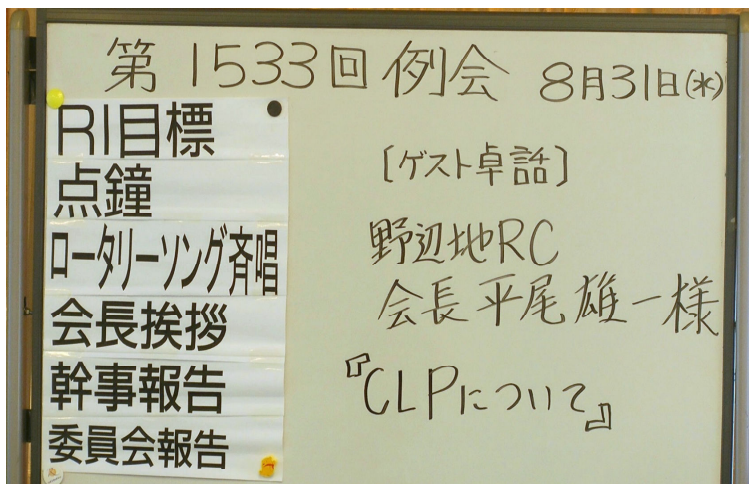 第1533回例会 8月31日(水)
RI目標
点鐘
ロータリーソング斉唱
会長挨拶
幹事報告
委員会報告
[ゲスト卓話]
野辺地RC
会長 平尾雄一様
『CLPについて』